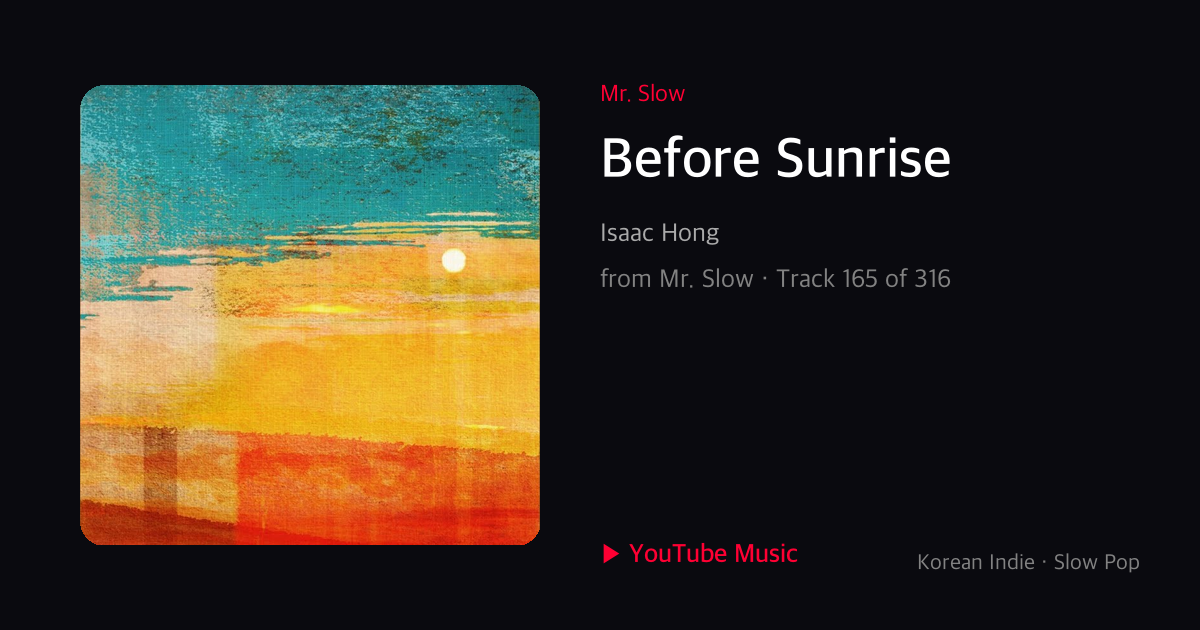 Mr. Slow
Before Sunrise
Isaac Hong
from Mr. Slow · Track 165 of 316
YouTube Music
Korean Indie · Slow Pop